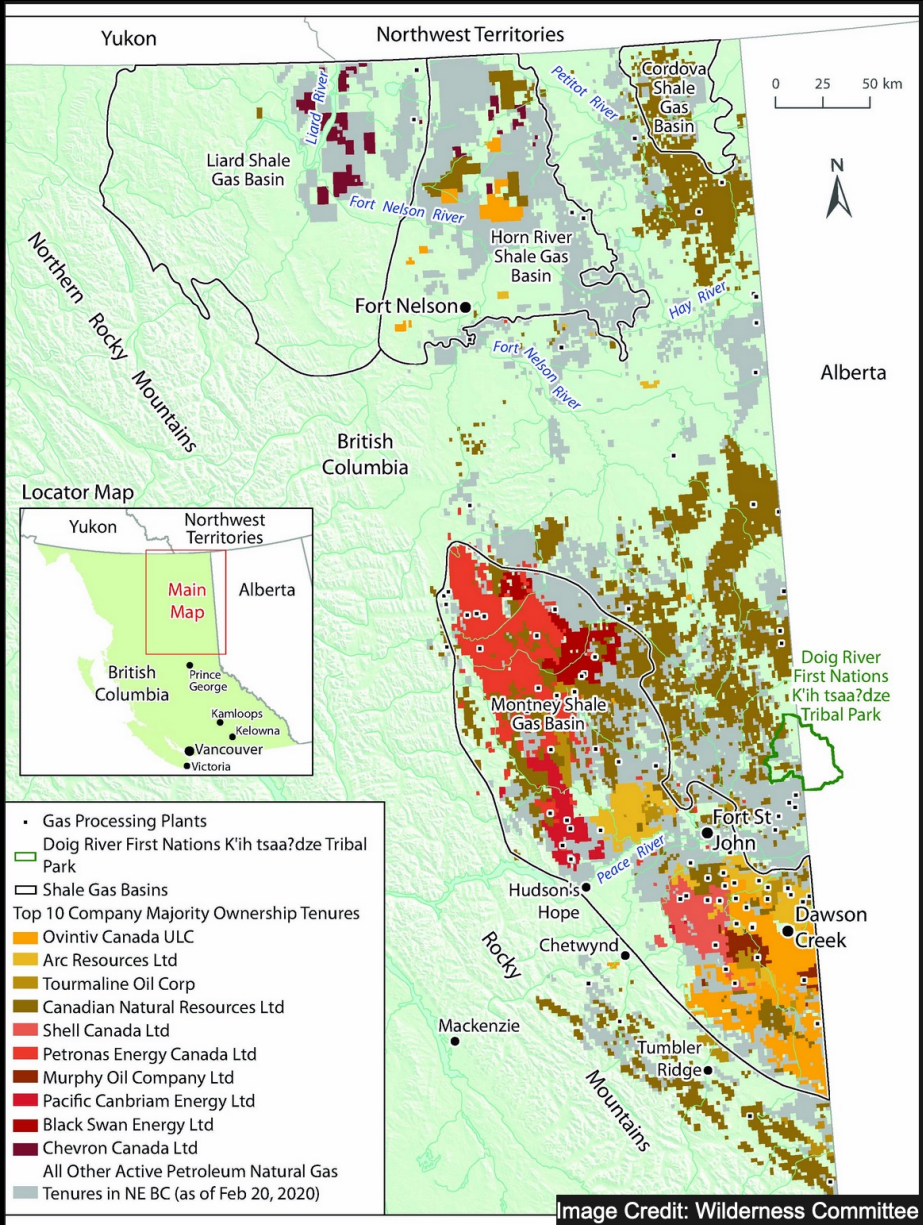 Yukon
Northwest Territories
0 25 50 km
N
Cordova
Shale
Gas
Basin
Petitot River
Liard River
Liard Shale
Gas Basin
Fort Nelson River
Horn River
Shale Gas
Basin
Northern Rocky Mountains
Fort Nelson
Hay River
Fort Nelson River
Alberta
British
Columbia
Locator Map
Yukon
Northwest
Territories
Main
Map
Alberta
British
Columbia
Prince
George
Kamloops
Kelowna
Vancouver
Victoria
Doig River
First Nations
K'ih tsaa?dze
Tribal Park
Montney Shale
Gas Basin
Fort St
John
Peace River
Hudson's
Hope
Dawson
Creek
Chetwynd
Rocky Mountains
Mackenzie
Tumbler
Ridge
Gas Processing Plants
Doig River First Nations K'ih tsaa?dze Tribal
Park
Shale Gas Basins
Top 10 Company Majority Ownership Tenures
Ovintiv Canada ULC
Arc Resources Ltd
Tourmaline Oil Corp
Canadian Natural Resources Ltd
Shell Canada Ltd
Petronas Energy Canada Ltd
Murphy Oil Company Ltd
Pacific Canbriam Energy Ltd
Black Swan Energy Ltd
Chevron Canada Ltd
All Other Active Petroleum Natural Gas
Tenures in NE BC (as of Feb 20, 2020)
Image Credit: Wilderness Committee